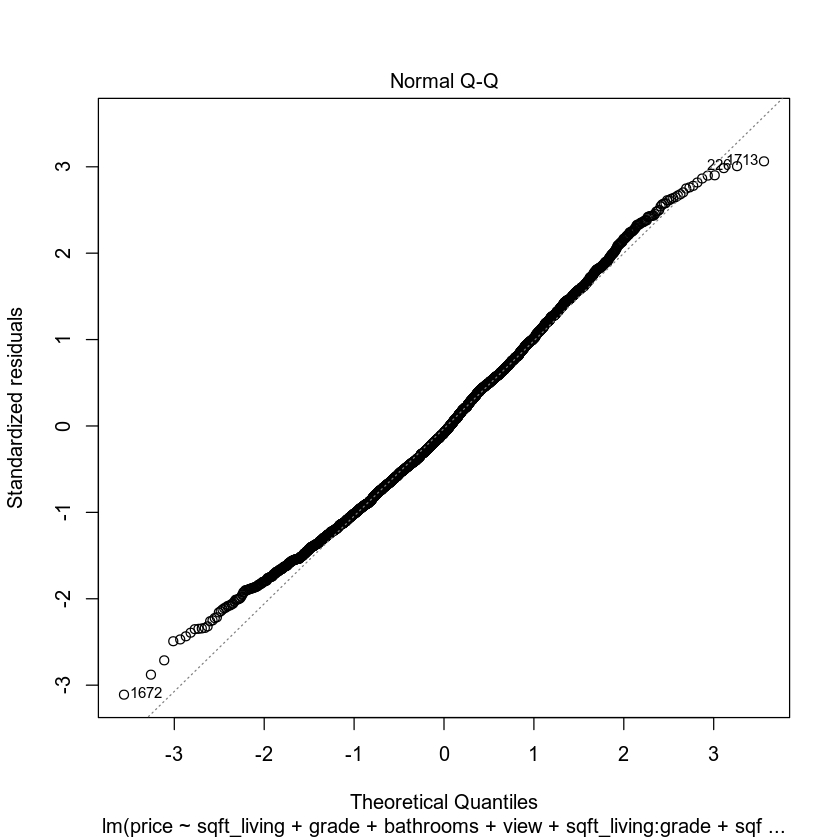 Normal Q-Q
3
2
1
0
-1
-2
-3
Standardized residuals
1713
1672
-3 -2 -1 0 1 2 3
Theoretical Quantiles
lm(price ~ sqft_living + grade + bathrooms + view + sqft_living:grade + sqf ...